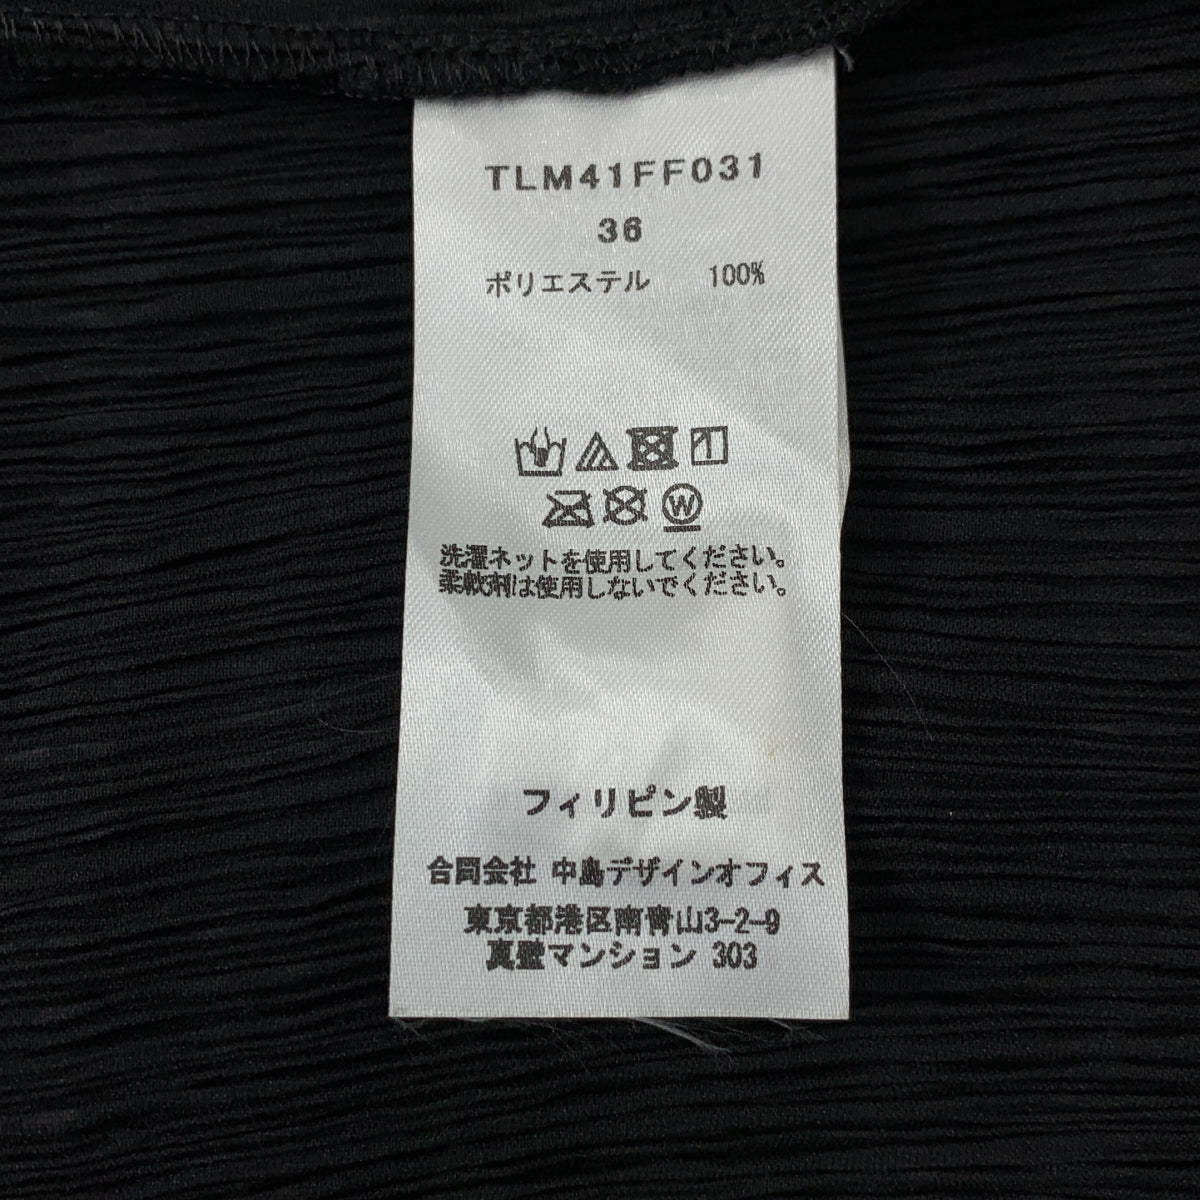 TLM41FF031
36
ポリエステル 100%
W
洗濯ネットを使用してください。
柔軟剤は使用しないでください。
フィリピン製
合同会社 中島デザインオフィス
東京都港区南青山3-2-9
真壁マンション 303